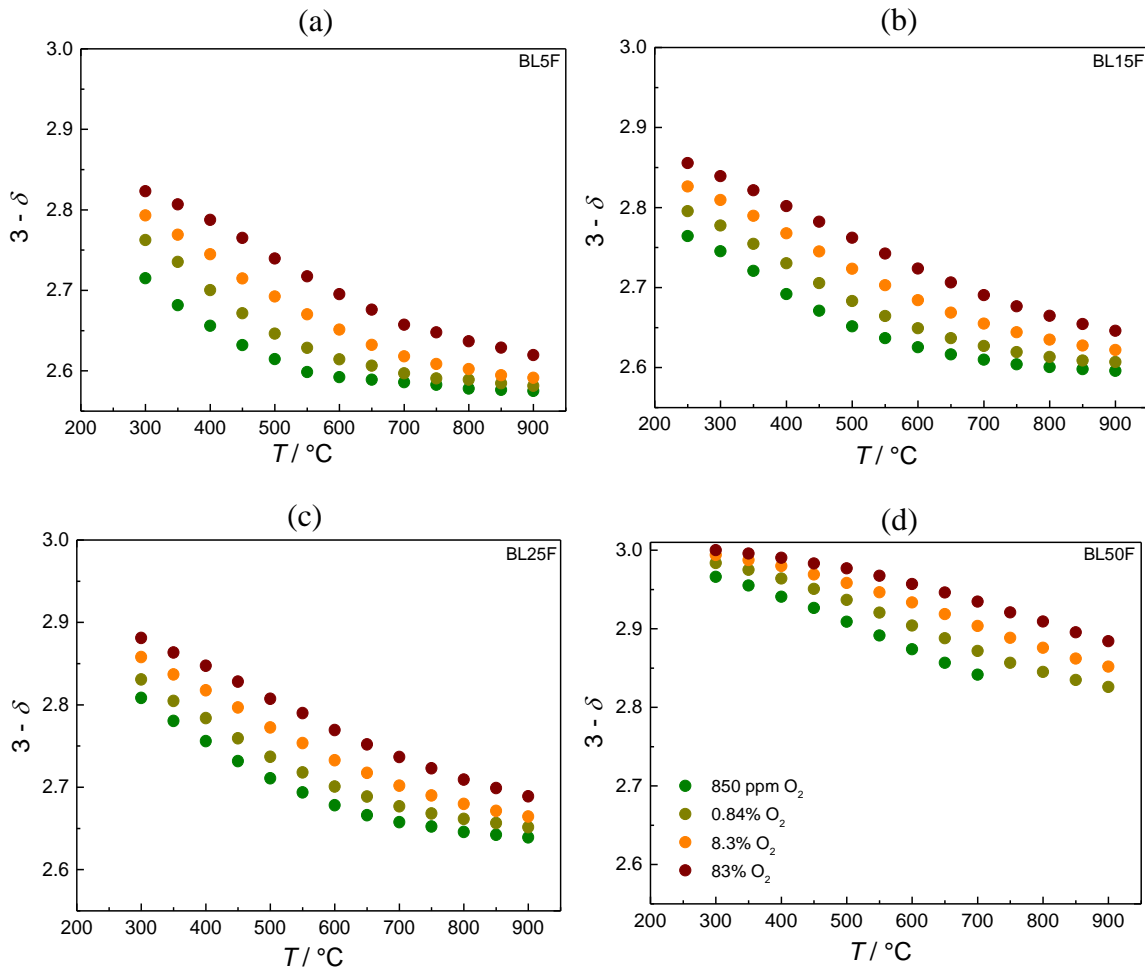 (a)
BL5F
3.0
2.9
2.8
2.7
2.6
3 - δ
200 300 400 500 600 700 800 900
T / °C
(b)
BL15F
3.0
2.9
2.8
2.7
2.6
3 - δ
200 300 400 500 600 700 800 900
T / °C
(c)
BL25F
3.0
2.9
2.8
2.7
2.6
3 - δ
200 300 400 500 600 700 800 900
T / °C
(d)
BL50F
3.0
2.9
2.8
2.7
2.6
3 - δ
850 ppm O₂
0.84% O₂
8.3% O₂
83% O₂
200 300 400 500 600 700 800 900
T / °C